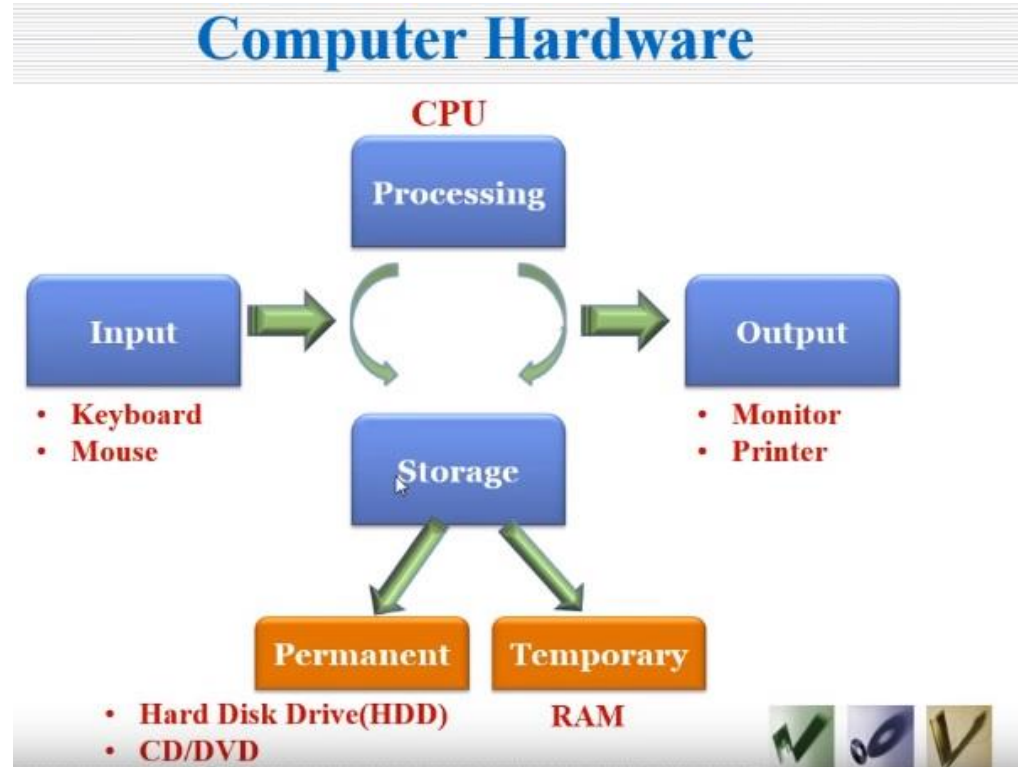 Computer Hardware
CPU
Processing
Input
• Keyboard
• Mouse
Output
• Monitor
• Printer
Storage
Permanent
• Hard Disk Drive(HDD)
• CD/DVD
Temporary
RAM